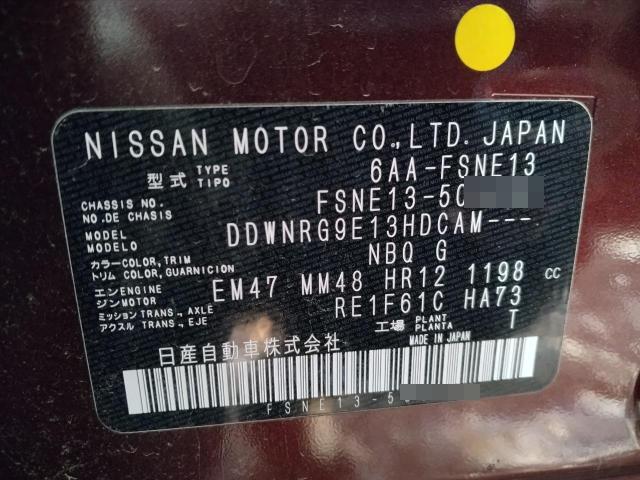 NISSAN MOTOR CO.,LTD. JAPAN
型式 TYPE TIPO 6AA-FSNE13
CHASSIS NO. NO.DE CHASIS FSNE13-50
MODEL MODELO DDWNRG9E13HDCAM---
カラー COLOR, TRIM トリム COLOR, GUARNICION NBQ G
エンジン ENGINE MOTOR EM47 MM48 HR12 1198 cc
ミッション アクスル TRANS., AXLE TRANS., EJE RE1F61C HA73
工場 PLANT PLANTA T
日産自動車株式会社 MADE IN JAPAN
FSNE13-5